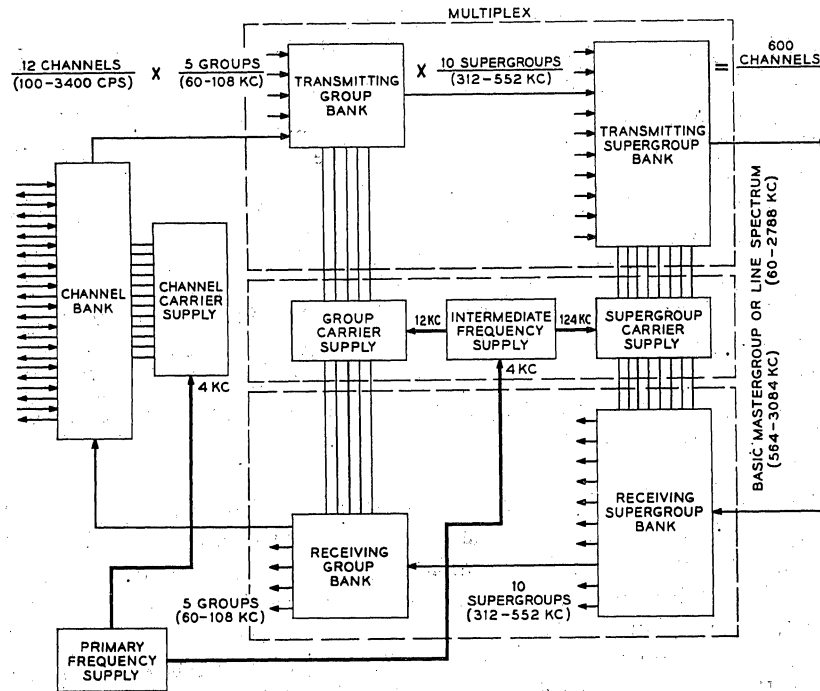 MULTIPLEX
12 CHANNELS
(100-3400 CPS)
X
5 GROUPS
(60-108 KC)
TRANSMITTING
GROUP
BANK
X
10 SUPERGROUPS
(312-552 KC)
TRANSMITTING
SUPERGROUP
BANK
=
600
CHANNELS
CHANNEL
BANK
CHANNEL
CARRIER
SUPPLY
4 KC
GROUP
CARRIER
SUPPLY
12KC
INTERMEDIATE
FREQUENCY
SUPPLY
124KC
SUPERGROUP
CARRIER
SUPPLY
4 KC
BASIC MASTERGROUP OR LINE SPECTRUM
(564-3084 KC)
(60-2788 KC)
RECEIVING
GROUP
BANK
5 GROUPS
(60-108 KC)
RECEIVING
SUPERGROUP
BANK
10
SUPERGROUPS
(312-552 KC)
PRIMARY
FREQUENCY
SUPPLY